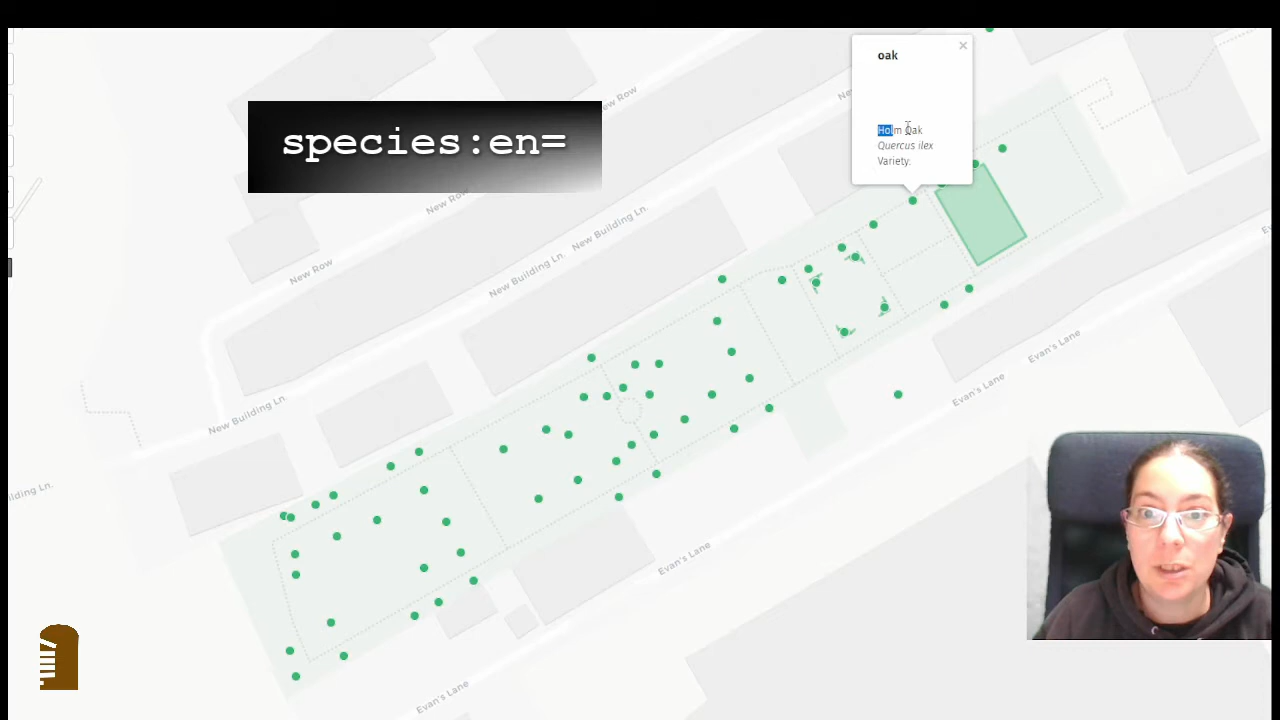 oak
×
New Row
New
species:en=
Holm Oak
Quercus ilex
Variety:
New Row
New Building Ln.
New Building Ln.
New Row
Evan's Lane
Evan's Lane
New Building Ln.
Building Ln.
Evan's Lane
Evan's Lane